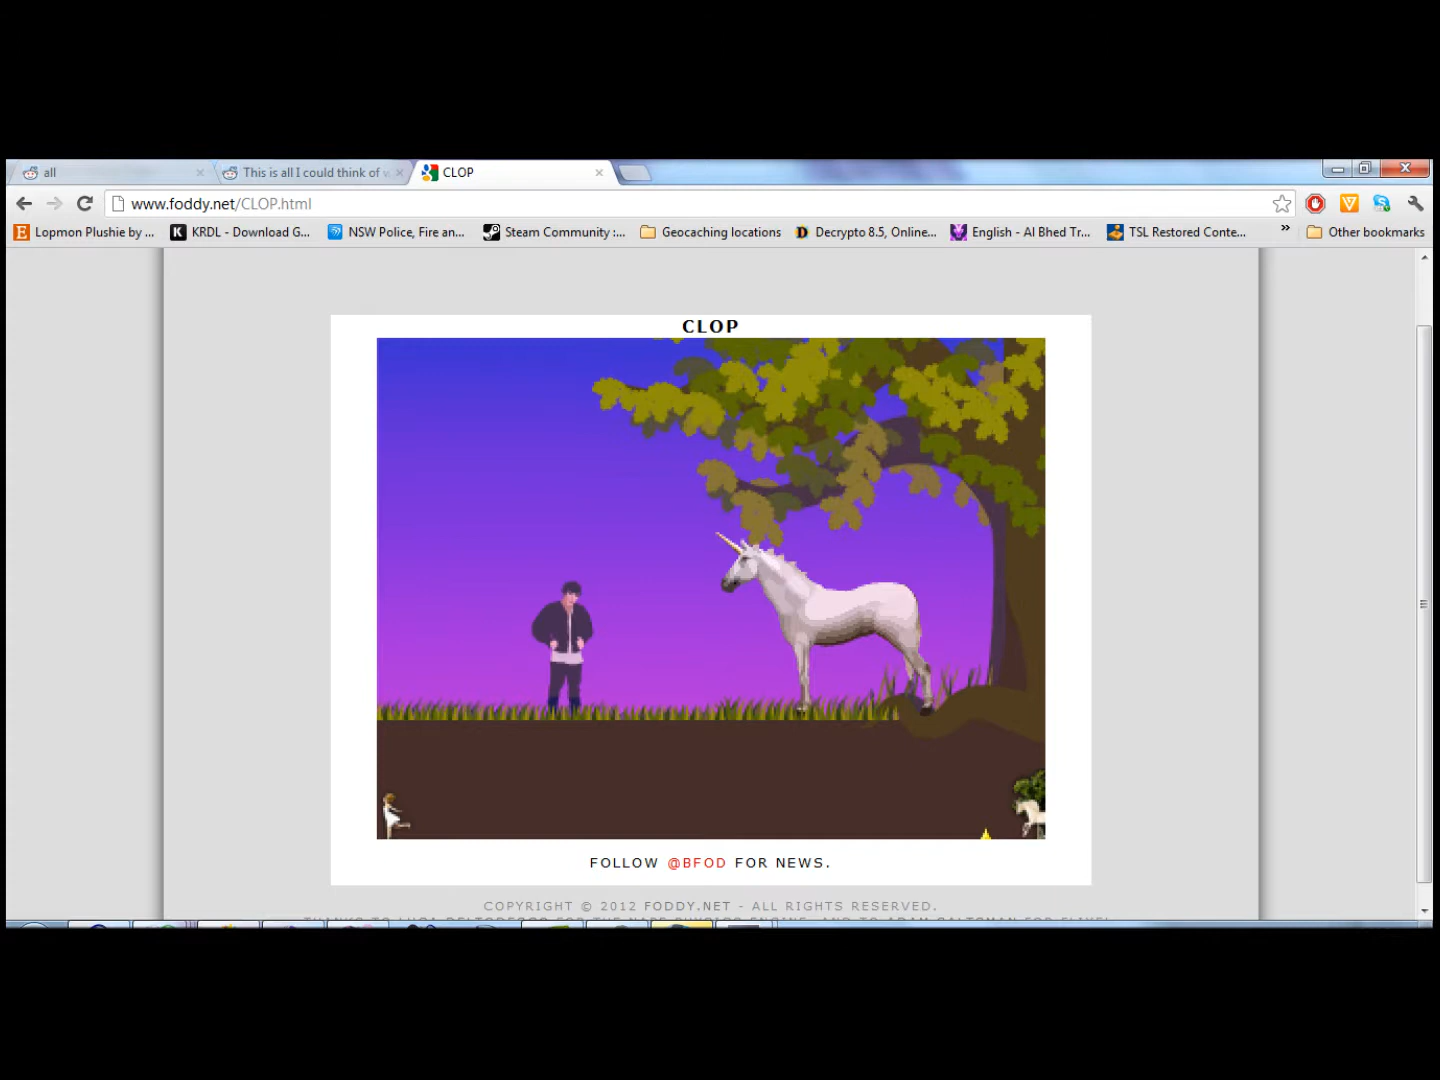 all
This is all I could think of
CLOP
www.foddy.net/CLOP.html
Lopmon Plushie by ...
KRDL - Download G...
NSW Police, Fire an...
Steam Community :...
Geocaching locations
Decrypto 8.5, Online...
English - Al Bhed Tr...
TSL Restored Conte...
»
Other bookmarks
CLOP
FOLLOW @BFOD FOR NEWS.
COPYRIGHT © 2012 FODDY.NET - ALL RIGHTS RESERVED.